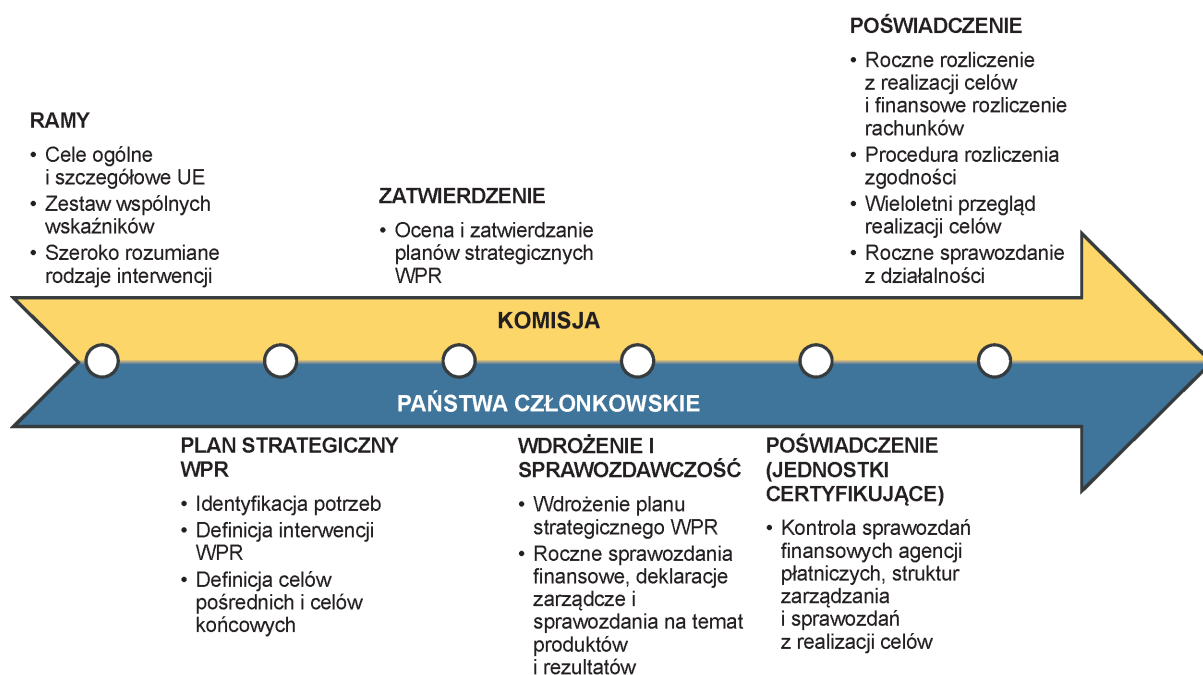 RAMY
• Cele ogólne
i szczegółowe UE
• Zestaw wspólnych
wskaźników
• Szeroko rozumiane
rodzaje interwencji
ZATWIERDZENIE
• Ocena i zatwierdzanie
planów strategicznych
WPR
POŚWIADCZENIE
• Roczne rozliczenie
z realizacji celów
i finansowe rozliczenie
rachunków
• Procedura rozliczenia
zgodności
• Wieloletni przegląd
realizacji celów
• Roczne sprawozdanie
z działalności
KOMISJA
PAŃSTWA CZŁONKOWSKIE
PLAN STRATEGICZNY
WPR
• Identyfikacja potrzeb
• Definicja interwencji
WPR
• Definicja celów
pośrednich i celów
końcowych
WDROŻENIE I
SPRAWOZDAWCZOŚĆ
• Wdrożenie planu
strategicznego WPR
• Roczne sprawozdania
finansowe, deklaracje
zarządcze i
sprawozdania na temat
produktów
i rezultatów
POŚWIADCZENIE
(JEDNOSTKI
CERTYFIKUJĄCE)
• Kontrola sprawozdań
finansowych agencji
płatniczych, struktur
zarządzania
i sprawozdań
z realizacji celów